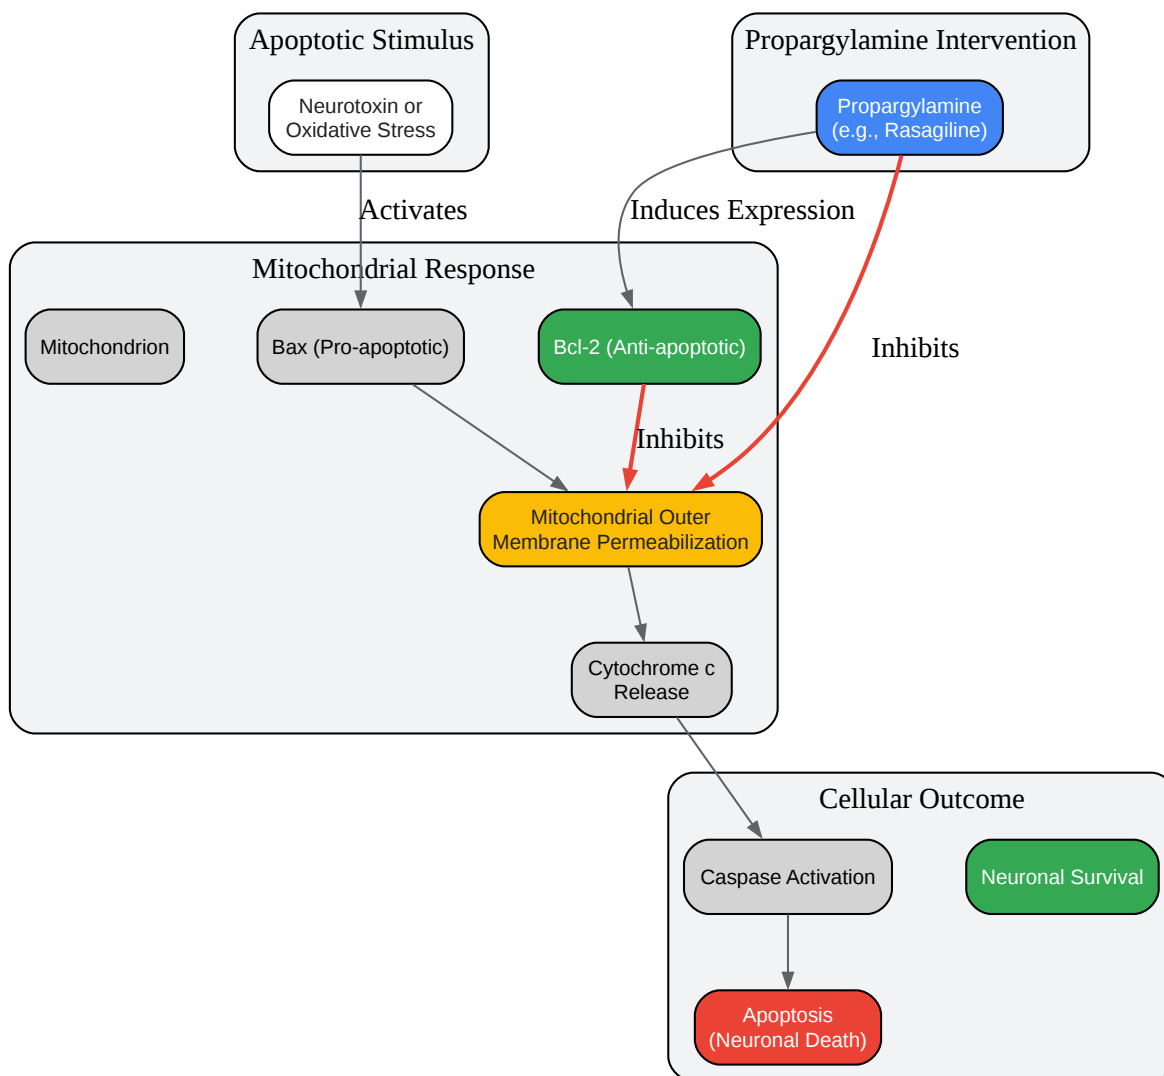 Apoptotic Stimulus
Propargylamine Intervention
Neurotoxin or
Oxidative Stress
Propargylamine
(e.g., Rasagiline)
Activates
Induces Expression
Mitochondrial Response
Mitochondrion
Bax (Pro-apoptotic)
Bcl-2 (Anti-apoptotic)
Inhibits
Inhibits
Mitochondrial Outer
Membrane Permeabilization
Cytochrome c
Release
Cellular Outcome
Caspase Activation
Neuronal Survival
Apoptosis
(Neuronal Death)